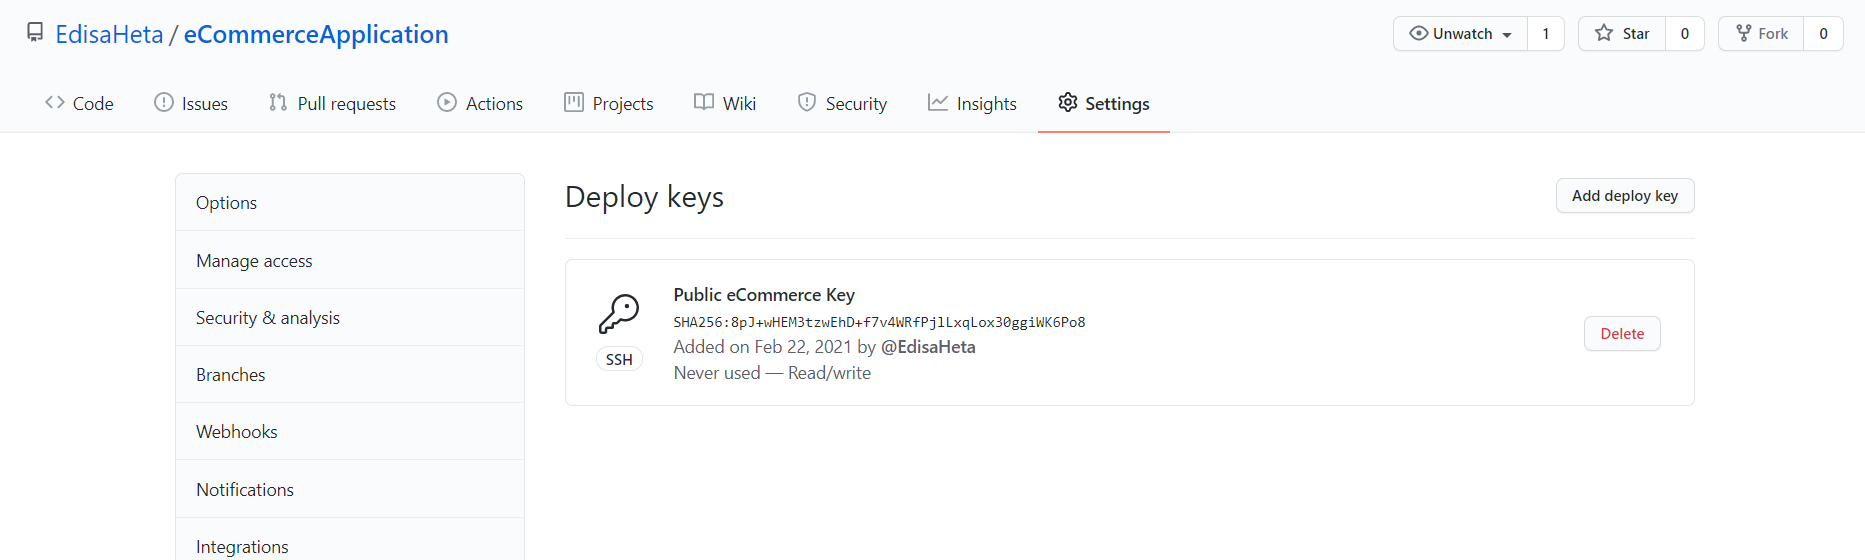 EdisaHeta / eCommerceApplication
Unwatch 1 Star 0 Fork 0
Code Issues Pull requests Actions Projects Wiki Security Insights Settings
Options
Manage access
Security & analysis
Branches
Webhooks
Notifications
Integrations
Deploy keys
Add deploy key
Public eCommerce Key
SHA256:8pJ+wHEM3tzwEhD+f7v4WRfPjlLxqLox30ggiWK6Po8
Added on Feb 22, 2021 by @EdisaHeta
Never used — Read/write
SSH
Delete